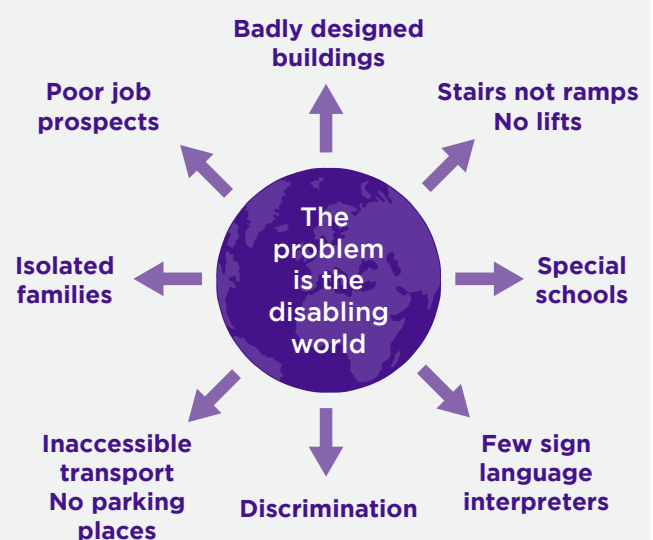 Badly designed
buildings
Stairs not ramps
No lifts
Special
schools
Few sign
language
interpreters
Discrimination
Inaccessible
transport
No parking
places
Isolated
families
Poor job
prospects
The
problem
is the
disabling
world